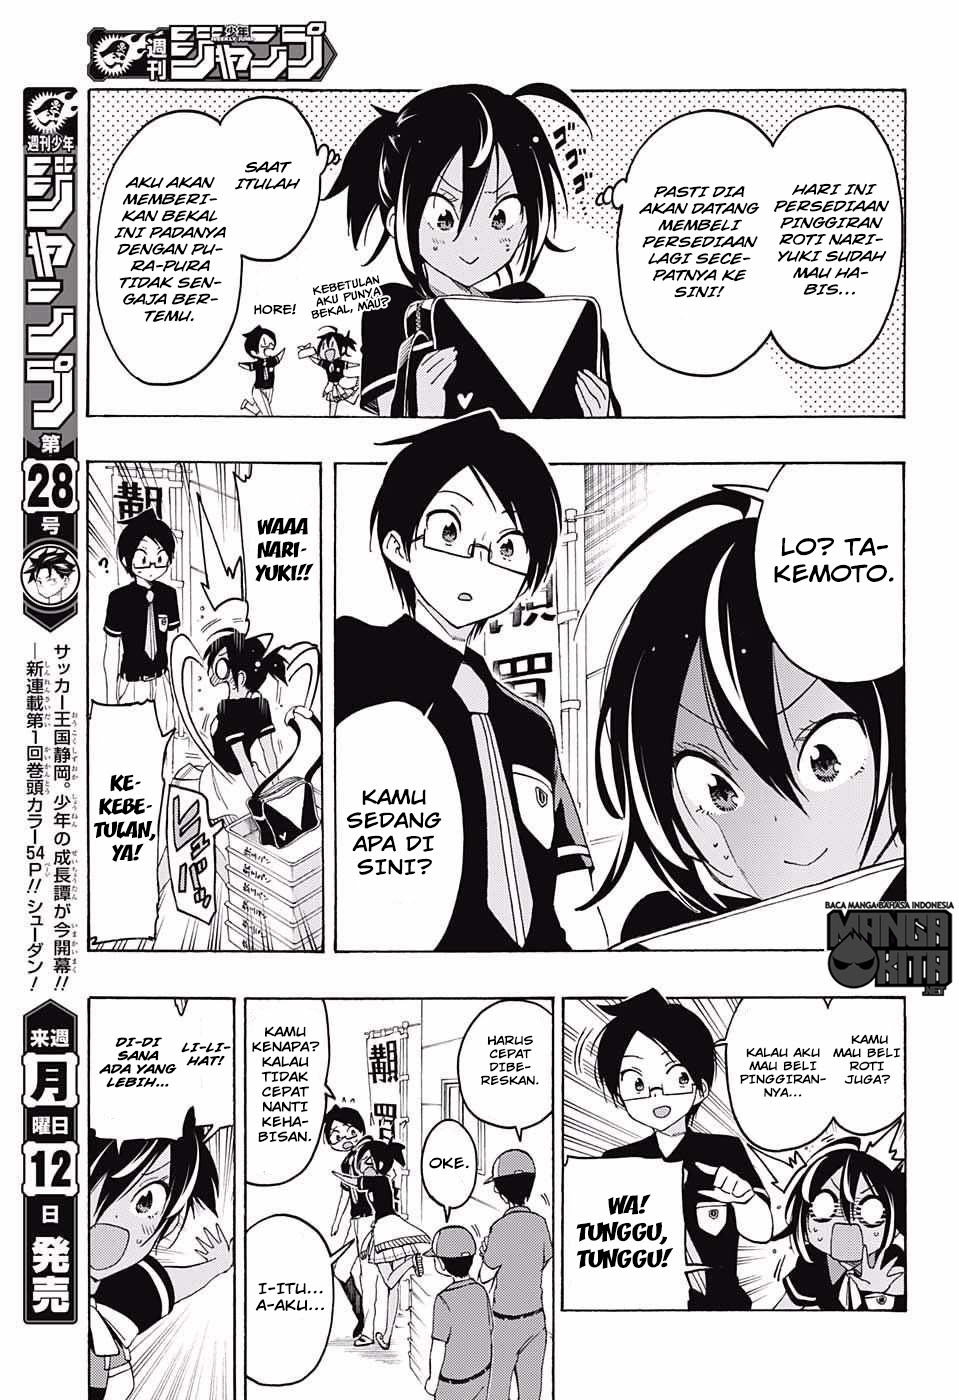 週刊
少年
ジャンプ
HARI INI
PERSEDIAAN
PINGGIRAN
ROTI NARI-
YUKI SUDAH
MAU HA-
BIS...
PASTI DIA
AKAN DATANG
MEMBELI
PERSEDIAAN
LAGI SECE-
PATNYA KE
SINI!
SAAT
ITULAH
AKU AKAN
MEMBERI-
KAN BEKAL
INI PADANYA
DENGAN PU-
RA-PURA
TIDAK SEN-
GAJA BER-
TEMU.
KEBETULAN
AKU PUNYA
BEKAL, MAU?
HORE!
LO? TA-
KEMOTO.
KAMU
SEDANG
APA DI
SINI?
WAAA
NARI-
YUKI!!
?
KE-
KEBE-
TULAN,
YA!
KAMU
MAU BELI
ROTI
JUGA?
KALAU AKU
MAU BELI
PINGGIRAN-
NYA...
WA!
TUNGGU,
TUNGGU!
HARUS
CEPAT
DIBE-
RESKAN.
OKE.
KAMU
KENAPA?
KALAU
TIDAK
CEPAT
NANTI
KEHA-
BISAN.
I-ITU...
A-AKU...
LI-LI-
HAT!
DI-DI
SANA
ADA YANG
LEBIH...
週刊少年
ジャンプ
第
28
号
サッカー王国静岡。少年の成長譚が今開幕!!
―新連載第1回巻頭カラー54P!! シューダン!
来週
月
曜日
12
日
発売
BACA MANGA BAHASA INDONESIA
MANGA
KITA
.NET